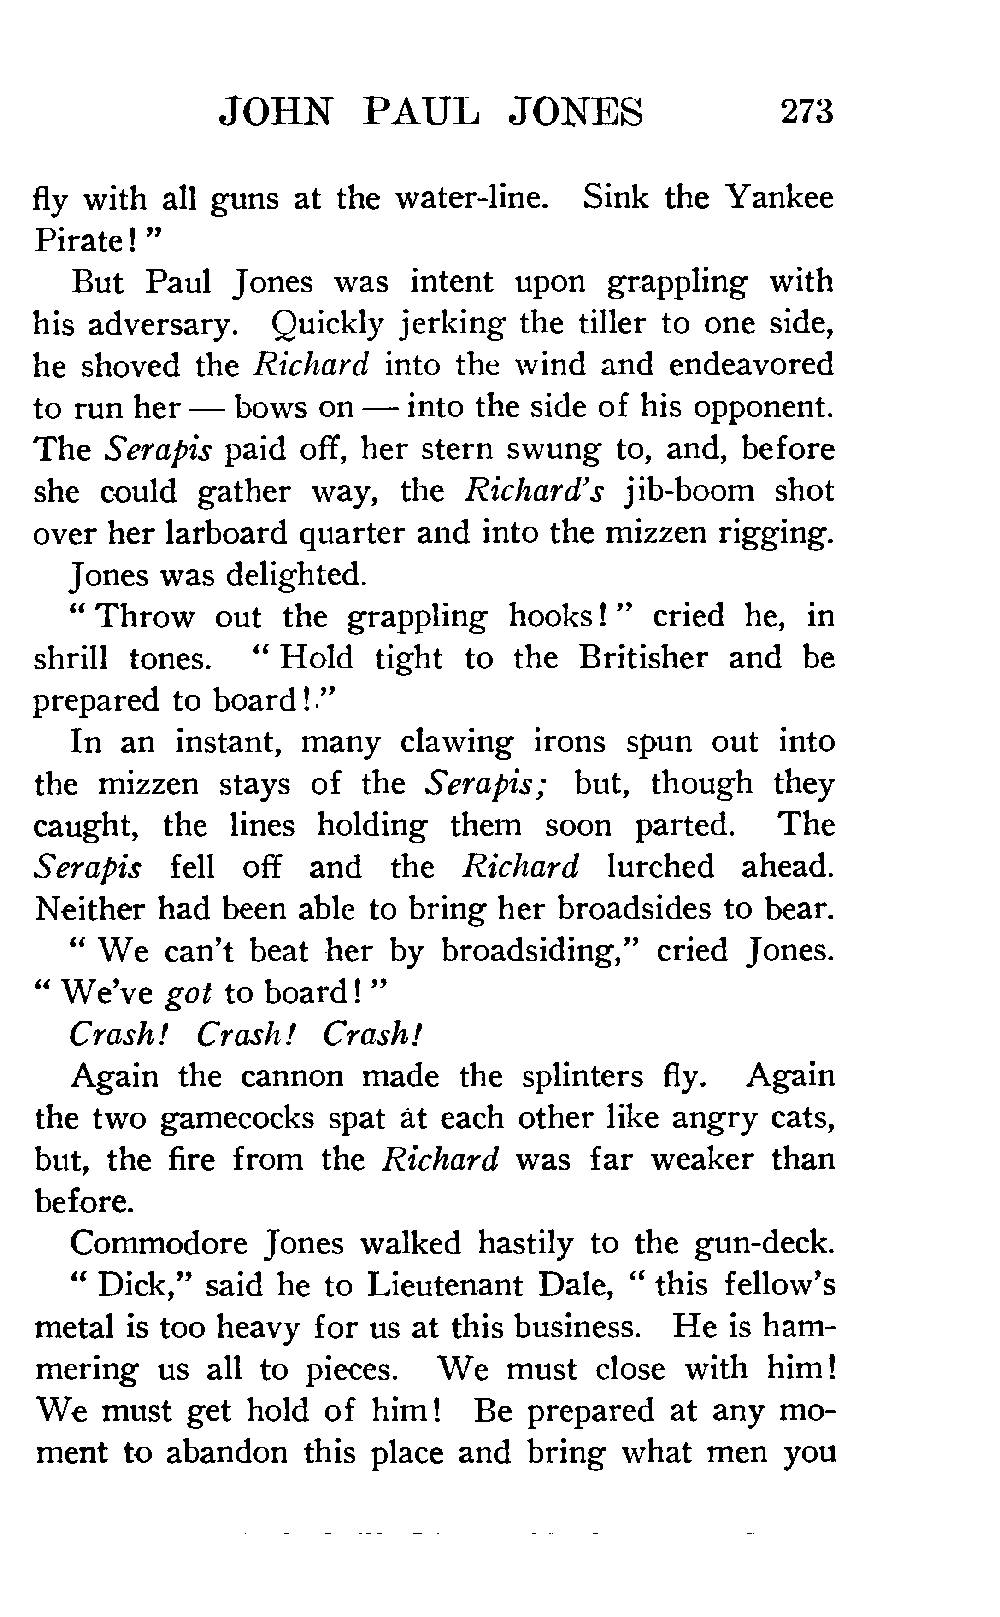 JOHN PAUL JONES 273
fly with all guns at the water-line. Sink the Yankee
Pirate! ”
But Paul Jones was intent upon grappling with
his adversary. Quickly jerking the tiller to one side,
he shoved the Richard into the wind and endeavored
to run her — bows on — into the side of his opponent.
The Serapis paid off, her stern swung to, and, before
she could gather way, the Richard’s jib-boom shot
over her larboard quarter and into the mizzen rigging.
Jones was delighted.
“ Throw out the grappling hooks! ” cried he, in
shrill tones. “ Hold tight to the Britisher and be
prepared to board!.”
In an instant, many clawing irons spun out into
the mizzen stays of the Serapis; but, though they
caught, the lines holding them soon parted. The
Serapis fell off and the Richard lurched ahead.
Neither had been able to bring her broadsides to bear.
“ We can’t beat her by broadsiding,” cried Jones.
“ We’ve got to board! ”
Crash! Crash! Crash!
Again the cannon made the splinters fly. Again
the two gamecocks spat at each other like angry cats,
but, the fire from the Richard was far weaker than
before.
Commodore Jones walked hastily to the gun-deck.
“ Dick,” said he to Lieutenant Dale, “ this fellow’s
metal is too heavy for us at this business. He is ham-
mering us all to pieces. We must close with him!
We must get hold of him! Be prepared at any mo-
ment to abandon this place and bring what men you